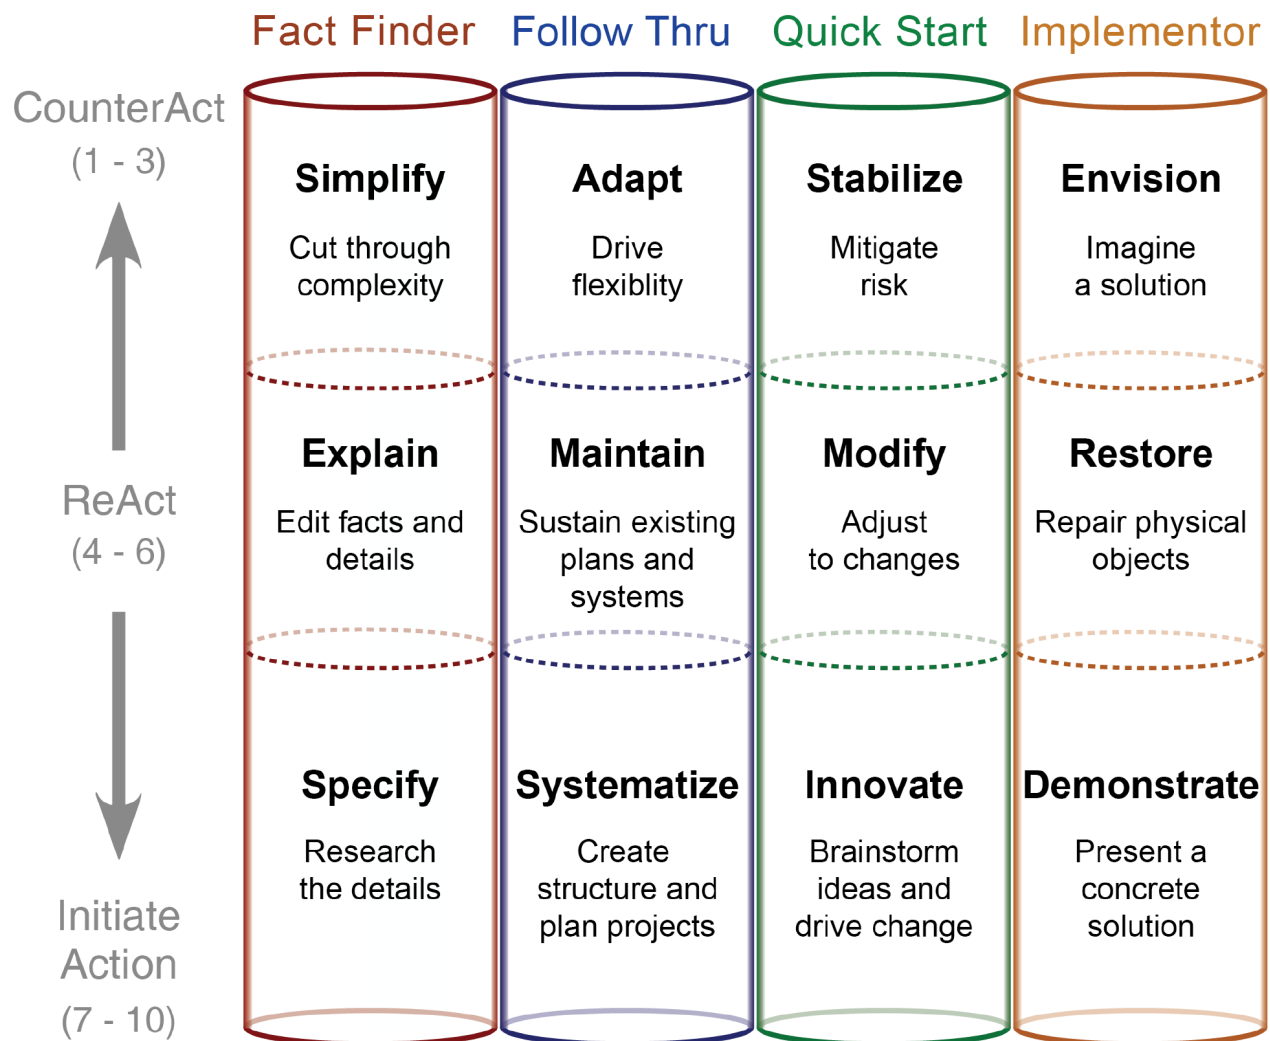 Fact Finder
Follow Thru
Quick Start
Implementor
CounterAct
(1 - 3)
Simplify
Cut through
complexity
Adapt
Drive
flexiblity
Stabilize
Mitigate
risk
Envision
Imagine
a solution
ReAct
(4 - 6)
Explain
Edit facts and
details
Maintain
Sustain existing
plans and
systems
Modify
Adjust
to changes
Restore
Repair physical
objects
Initiate
Action
(7 - 10)
Specify
Research
the details
Systematize
Create
structure and
plan projects
Innovate
Brainstorm
ideas and
drive change
Demonstrate
Present a
concrete
solution